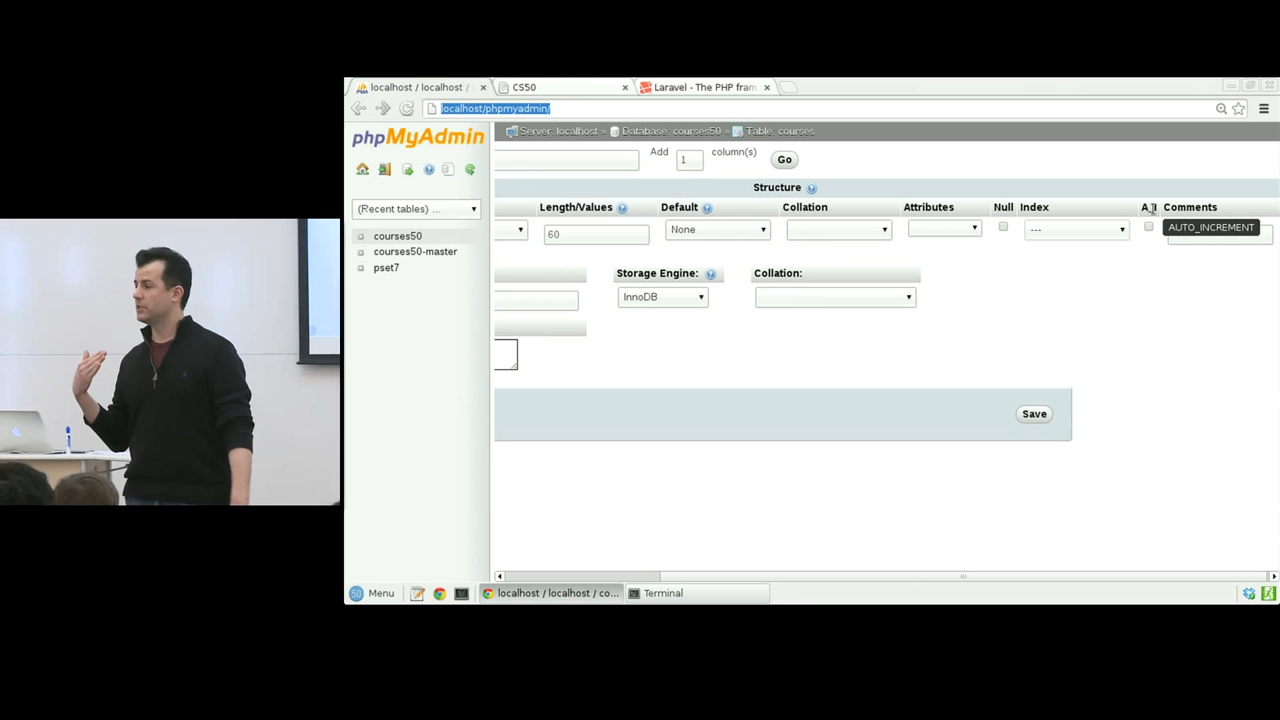 localhost / localhost /
CS50
Laravel - The PHP fram
localhost/phpmyadmin/
phpMyAdmin
Server: localhost » Database: courses50 » Table: courses
Add 1 column(s) Go
Structure
(Recent tables) ...
Length/Values Default Collation Attributes Null Index A_I Comments
60 None --- AUTO_INCREMENT
courses50
courses50-master
pset7
Storage Engine: Collation:
InnoDB
Save
50 Menu localhost / localhost / co... Terminal